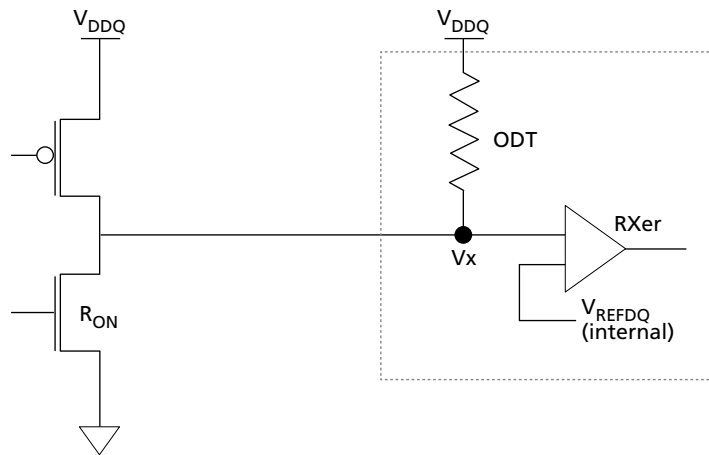 VDDQ
VDDQ
ODT
RXer
Vx
RON
VREFDQ
(internal)